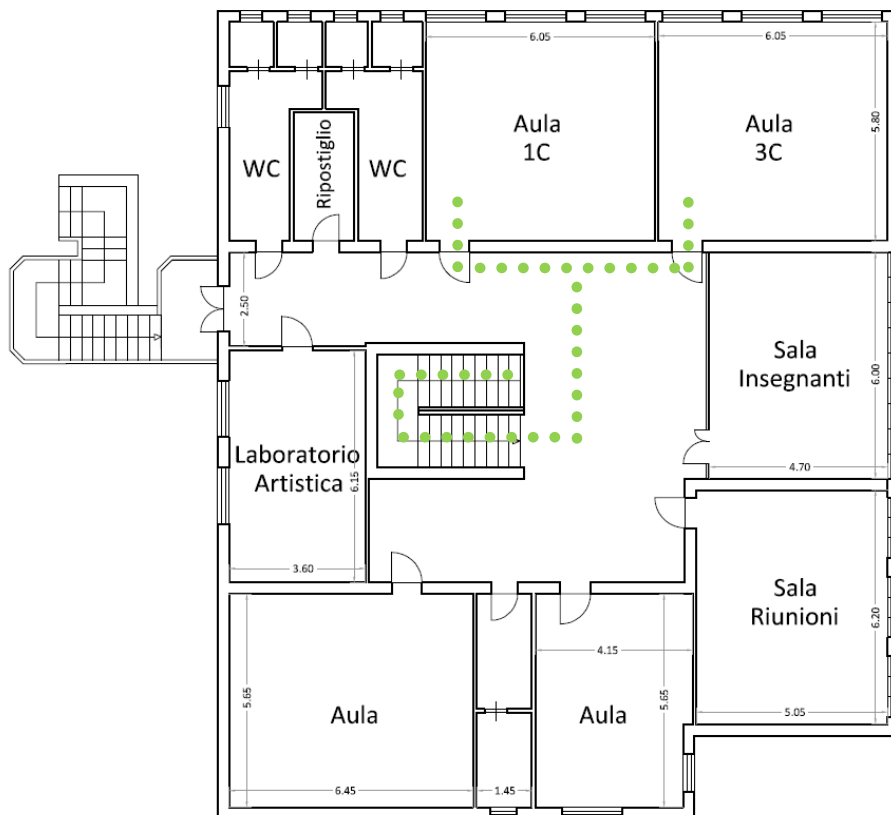 6.05
6.05
Aula
1C
Aula
3C
5.80
WC
Ripostiglio
WC
2.50
Sala
Insegnanti
6.00
4.70
Laboratorio
Artistica
6.15
3.60
Sala
Riunioni
6.20
5.05
5.65
Aula
6.45
1.45
4.15
Aula
5.65